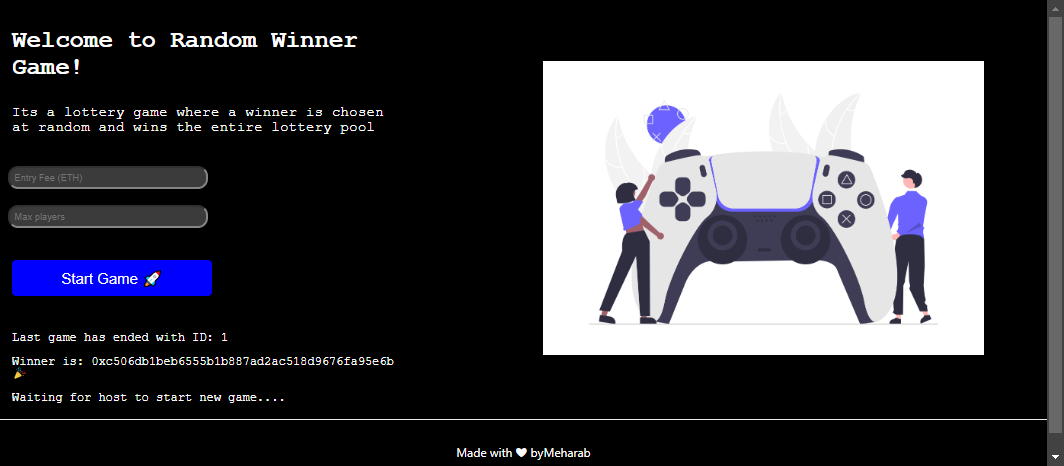 Welcome to Random Winner
Game!
Its a lottery game where a winner is chosen
at random and wins the entire lottery pool
Entry Fee (ETH)
Max players
Start Game 🚀
Last game has ended with ID: 1
Winner is: 0xc506db1beb6555b1b887ad2ac518d9676fa95e6b
🎉
Waiting for host to start new game....
Made with ❤ byMeharab